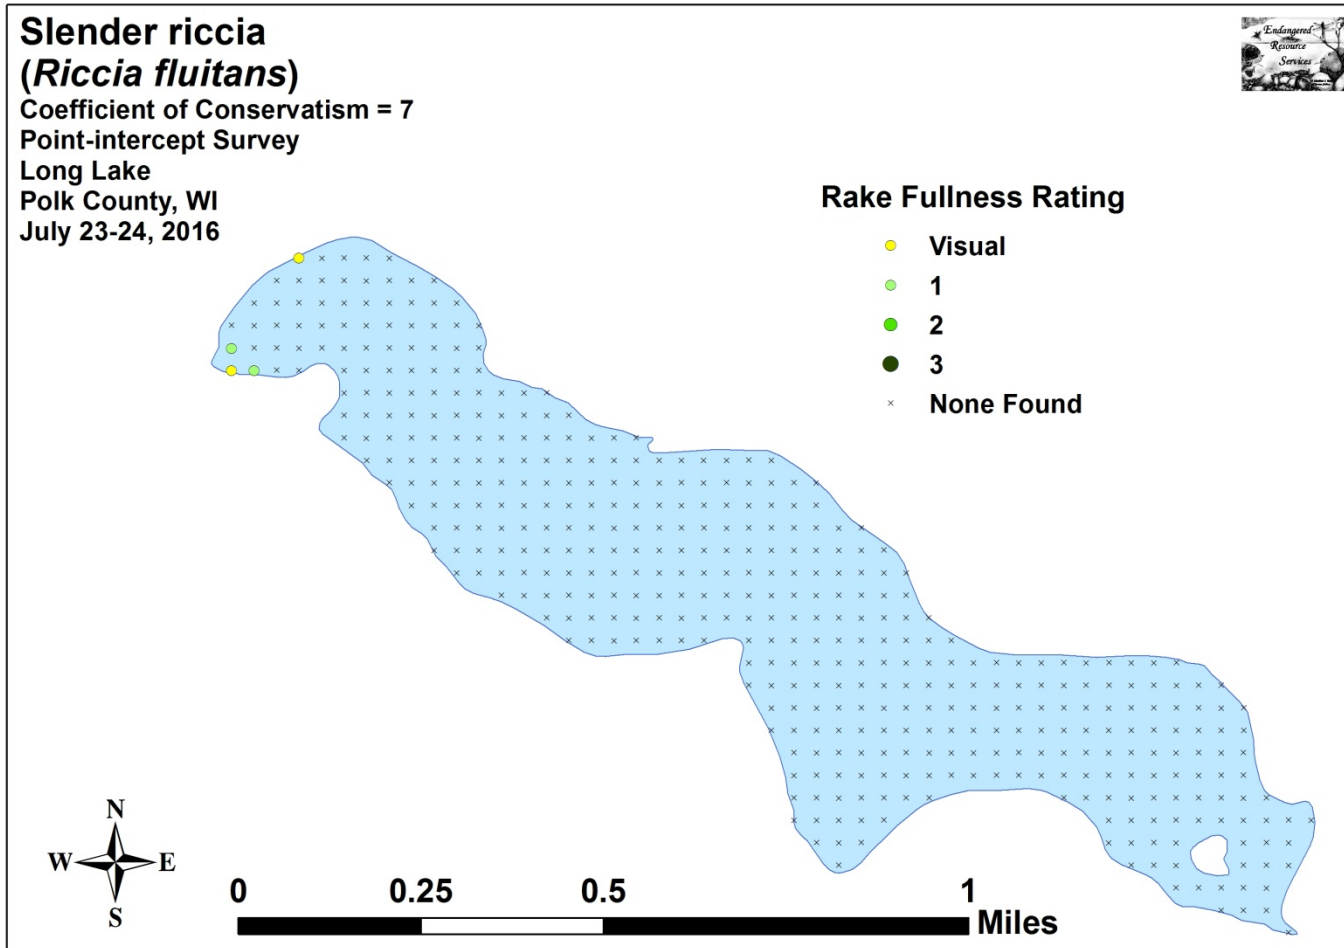 Slender riccia
(Riccia fluitans)
Coefficient of Conservatism = 7
Point-intercept Survey
Long Lake
Polk County, WI
July 23-24, 2016
Endangered
Resource
Services
Rake Fullness Rating
Visual
1
2
3
None Found
N
W E
S
0 0.25 0.5 1
Miles